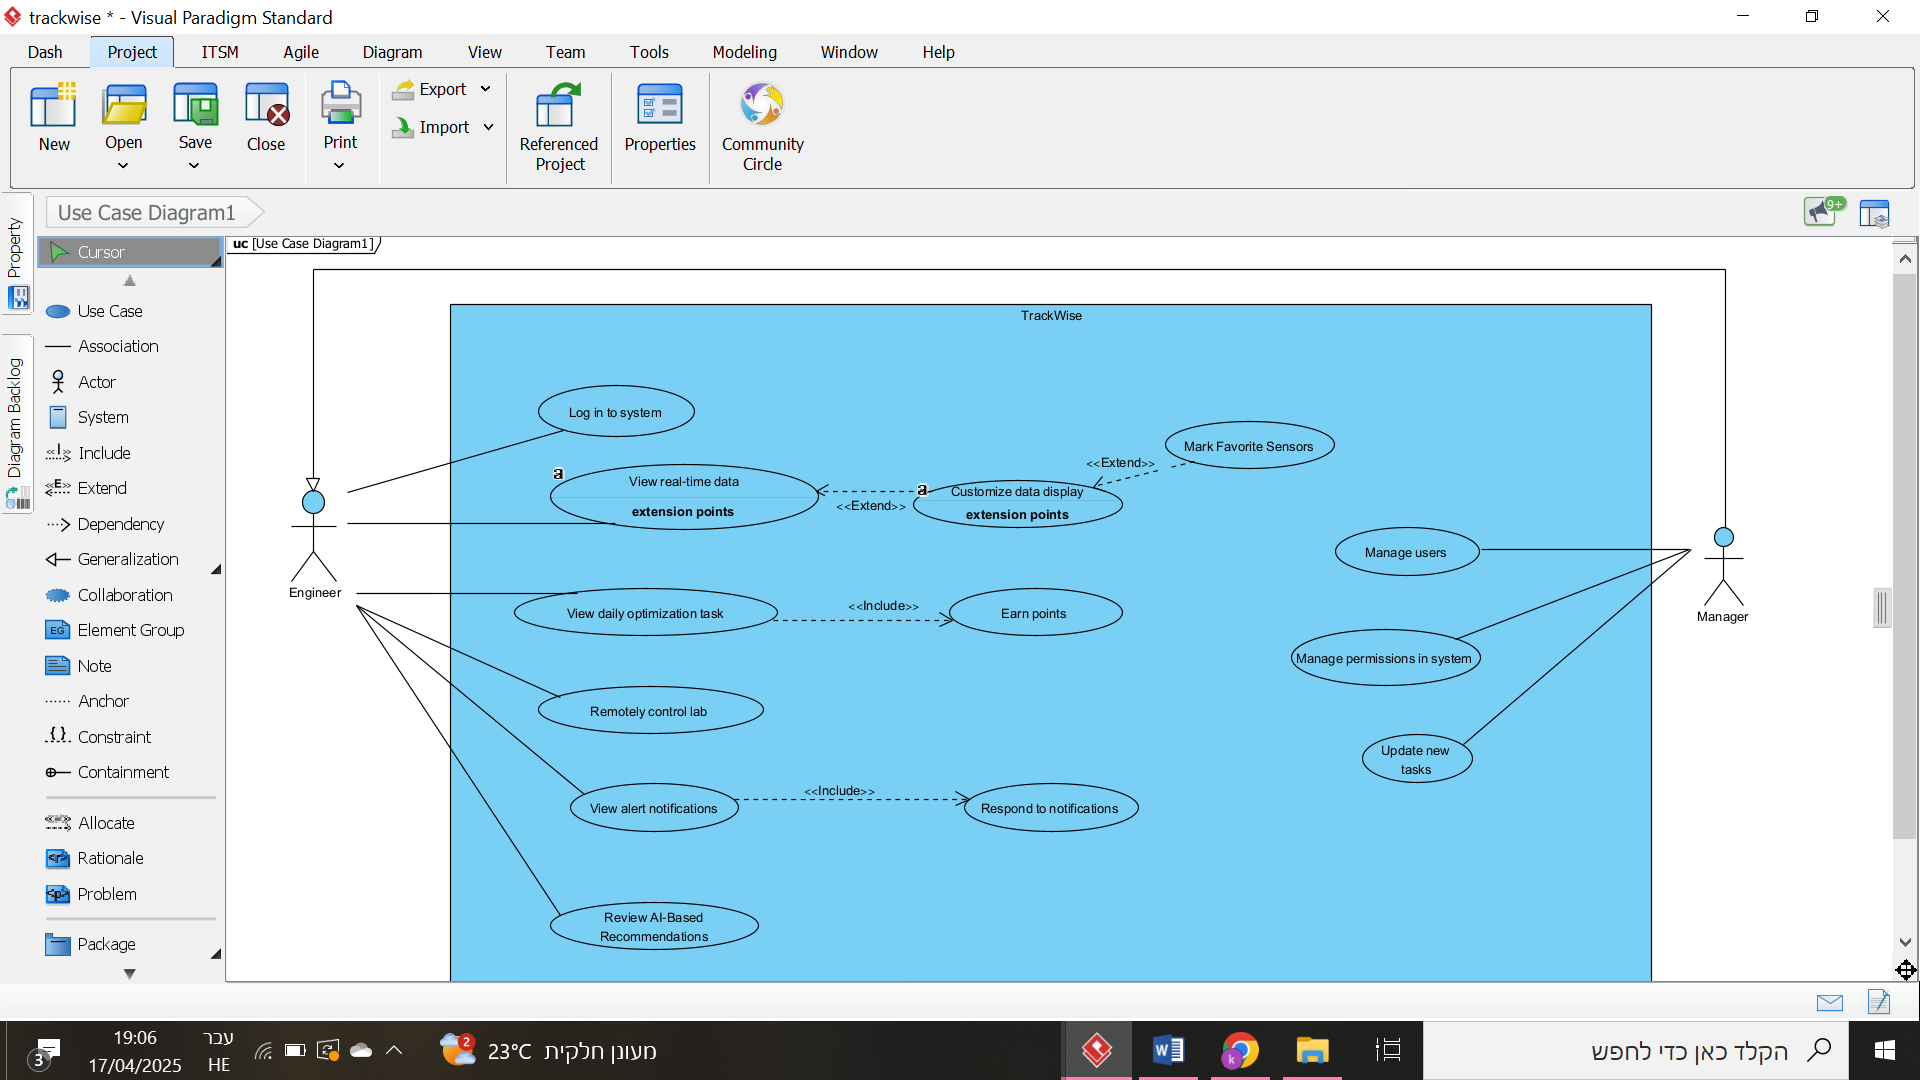 trackwise * - Visual Paradigm Standard
Dash Project ITSM Agile Diagram View Team Tools Modeling Window Help
New Open Save Close Print Export Import Referenced Project Properties Community Circle
Use Case Diagram1
9+
Property
Diagram Backlog
Cursor
Use Case
Association
Actor
System
Include
Extend
Dependency
Generalization
Collaboration
Element Group
Note
Anchor
Constraint
Containment
Allocate
Rationale
Problem
Package
uc [Use Case Diagram1]
TrackWise
Log in to system
Mark Favorite Sensors
<<Extend>>
a
View real-time data
extension points
<<Extend>>
a
Customize data display
extension points
Manage users
Engineer
Manager
View daily optimization task
<<Include>>
Earn points
Manage permissions in system
Remotely control lab
Update new
tasks
View alert notifications
<<Include>>
Respond to notifications
Review AI-Based
Recommendations
3
19:06
17/04/2025
עבר
HE
2
23°C מעונן חלקית
הקלד כאן כדי לחפש